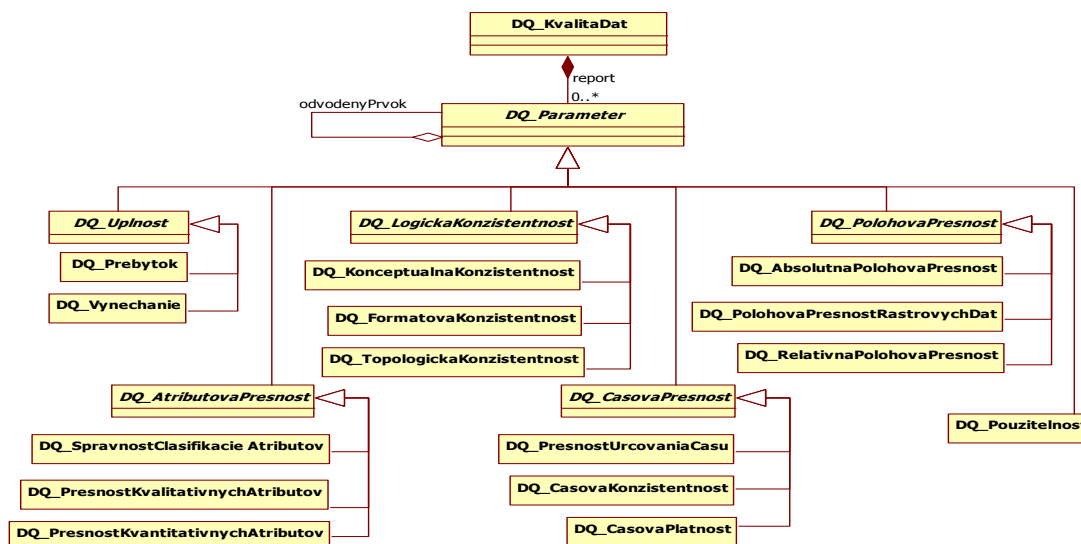 DQ_KvalitaDat
report
0..*
odvodenyPrvok
DQ_Parameter
DQ_Uplnost
DQ_Prebytok
DQ_Vynechanie
DQ_LogickaKonzistentnost
DQ_KonceptualnaKonzistentnost
DQ_FormatovaKonzistentnost
DQ_TopologickaKonzistentnost
DQ_PolohovaPresnost
DQ_AbsolutnaPolohovaPresnost
DQ_PolohovaPresnostRastrovychDat
DQ_RelativnaPolohovaPresnost
DQ_AtributovaPresnost
DQ_SpravnostClasifikacie Atributov
DQ_PresnostKvalitativnychAtributov
DQ_PresnostKvantitativnychAtributov
DQ_CasovaPresnost
DQ_PresnostUrcovaniaCasu
DQ_CasovaKonzistentnost
DQ_CasovaPlatnost
DQ_Pouzitelnost